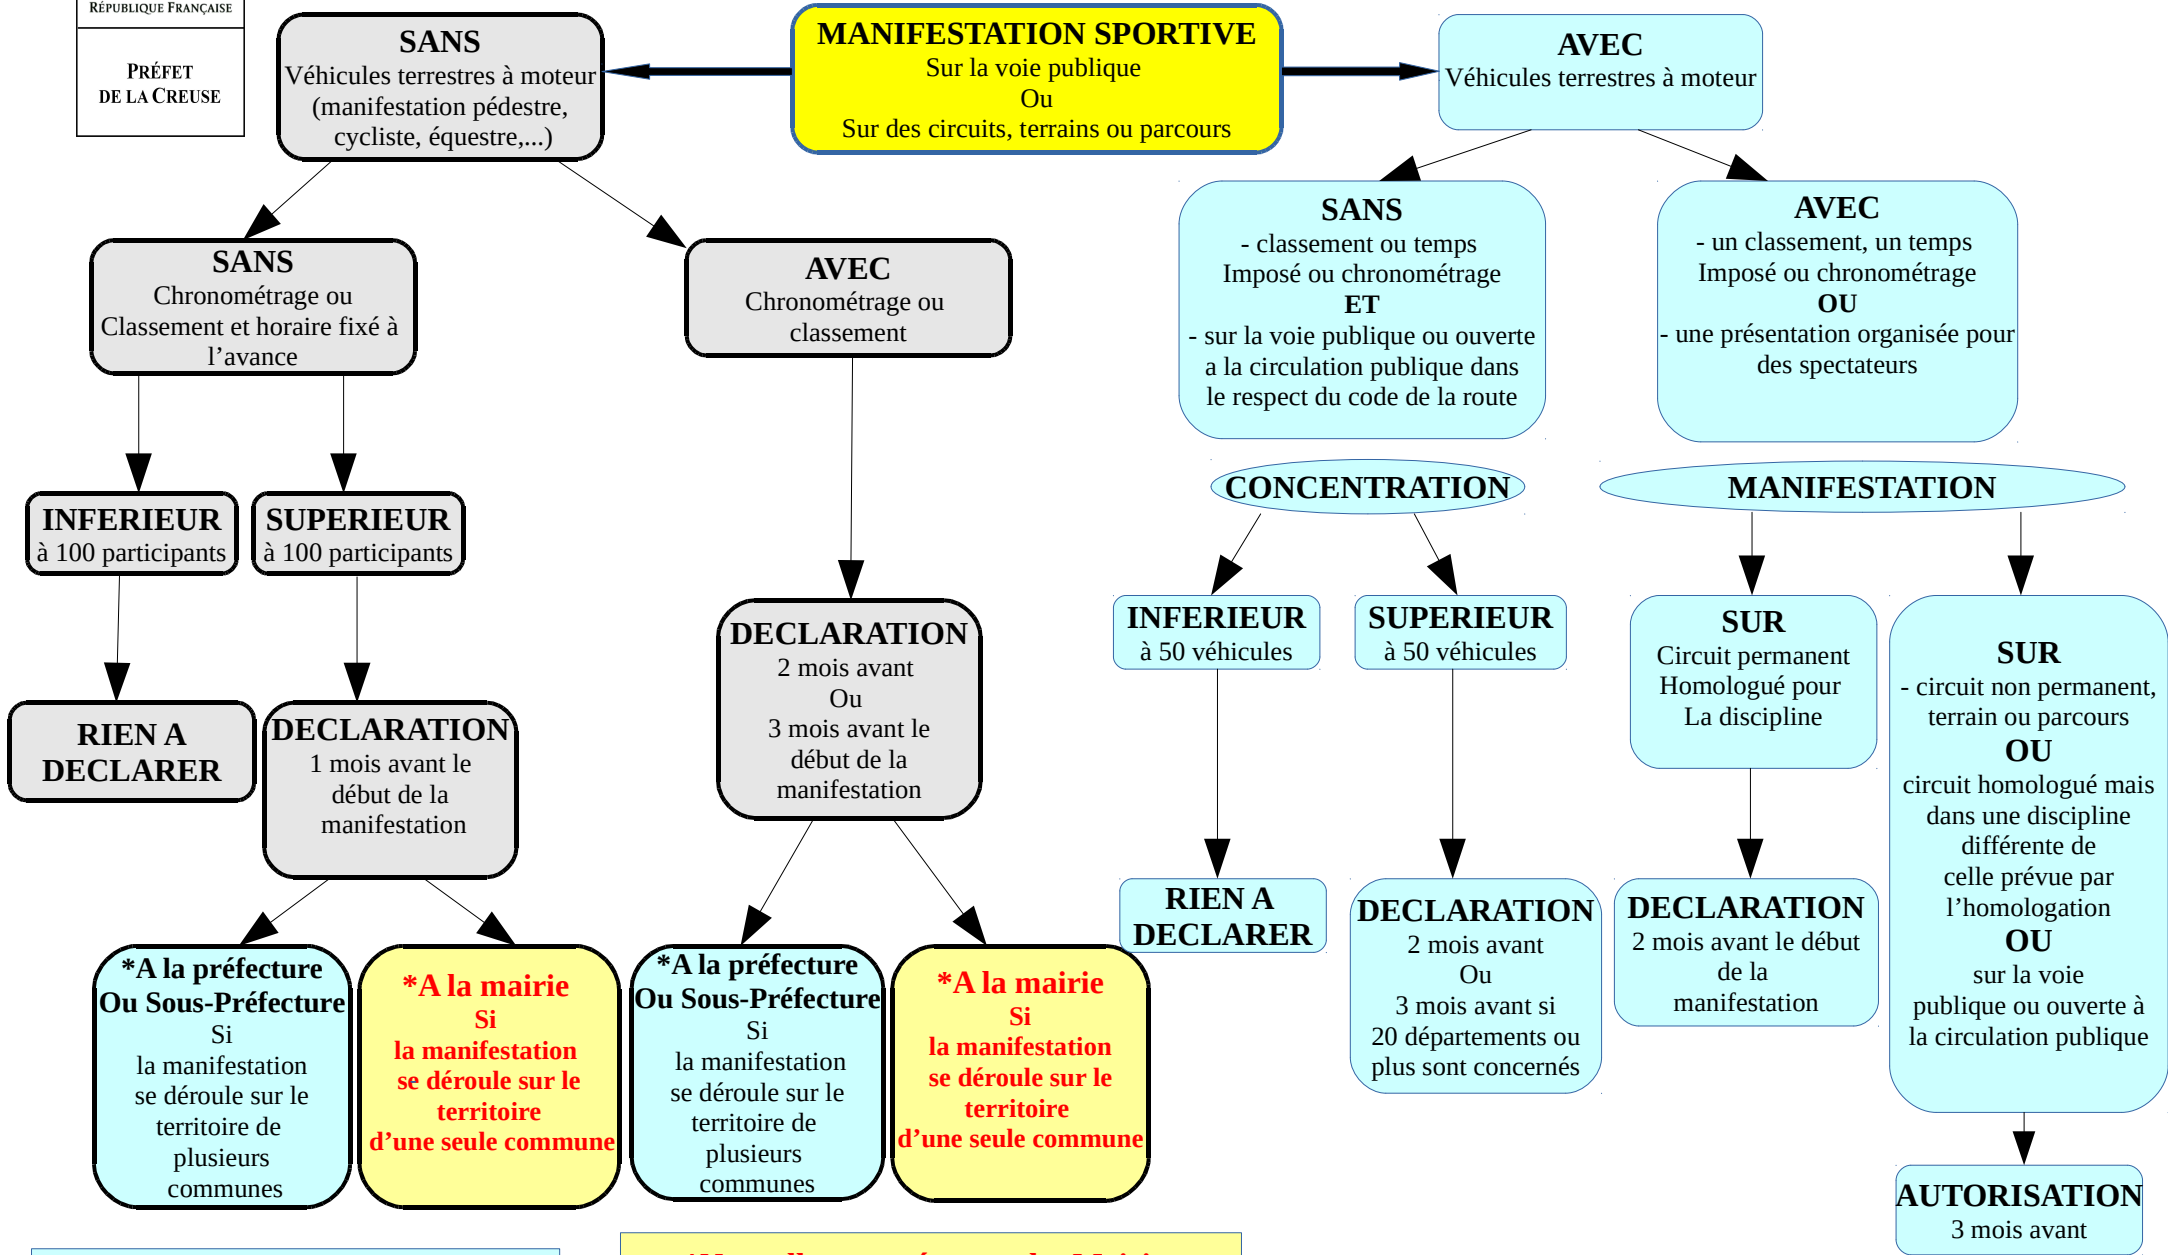 RÉPUBLIQUE FRANÇAISE
PRÉFET
DE LA CREUSE
SANS
Véhicules terrestres à moteur
(manifestation pédestre,
cycliste, équestre,...)
MANIFESTATION SPORTIVE
Sur la voie publique
Ou
Sur des circuits, terrains ou parcours
AVEC
Véhicules terrestres à moteur
SANS
Chronométrage ou
Classement et horaire fixé à
l’avance
AVEC
Chronométrage ou
classement
SANS
- classement ou temps
Imposé ou chronométrage
ET
- sur la voie publique ou ouverte
a la circulation publique dans
le respect du code de la route
AVEC
- un classement, un temps
Imposé ou chronométrage
OU
- une présentation organisée pour
des spectateurs
CONCENTRATION
MANIFESTATION
INFERIEUR
à 100 participants
SUPERIEUR
à 100 participants
INFERIEUR
à 50 véhicules
SUPERIEUR
à 50 véhicules
SUR
Circuit permanent
Homologué pour
La discipline
SUR
- circuit non permanent,
terrain ou parcours
OU
circuit homologué mais
dans une discipline
différente de
celle prévue par
l’homologation
OU
sur la voie
publique ou ouverte à
la circulation publique
RIEN A
DECLARER
DECLARATION
1 mois avant le
début de la
manifestation
DECLARATION
2 mois avant
Ou
3 mois avant le
début de la
manifestation
RIEN A
DECLARER
DECLARATION
2 mois avant
Ou
3 mois avant si
20 départements ou
plus sont concernés
DECLARATION
2 mois avant le début
de la
manifestation
*A la préfecture
Ou Sous-Préfecture
Si
la manifestation
se déroule sur le
territoire de
plusieurs
communes
*A la mairie
Si
la manifestation
se déroule sur le
territoire
d’une seule commune
*A la préfecture
Ou Sous-Préfecture
Si
la manifestation
se déroule sur le
territoire de
plusieurs
communes
*A la mairie
Si
la manifestation
se déroule sur le
territoire
d’une seule commune
AUTORISATION
3 mois avant